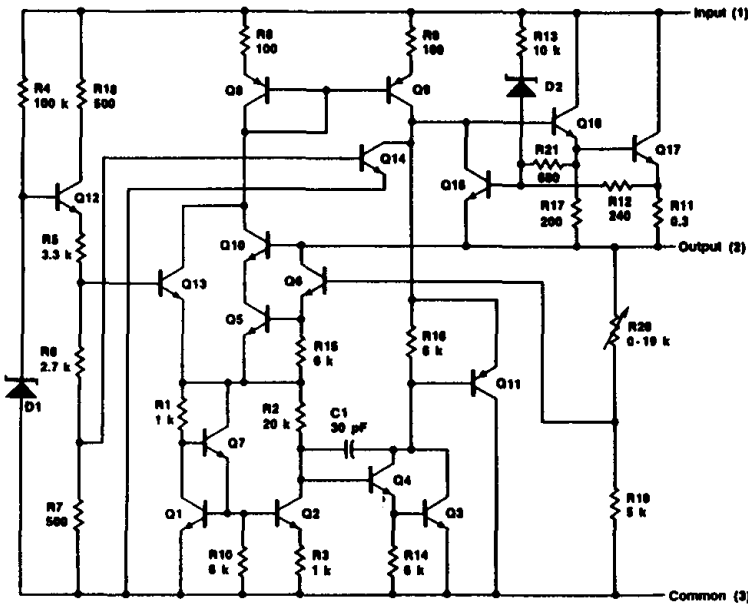 Input (1)
R8
100
R9
100
R13
10 k
R4
100 k
R18
500
Q8
Q9
D2
Q16
Q14
R21
680
Q17
Q12
Q15
R17
200
R12
240
R11
0.3
R5
3.3 k
Q10
Output (2)
Q13
Q6
Q5
R20
0-19 k
R6
2.7 k
R15
6 k
R16
6 k
Q11
D1
R1
1 k
R2
20 k
C1
30 pF
Q7
Q4
R7
500
Q1
Q2
Q3
R19
5 k
R10
6 k
R3
1 k
R14
6 k
Common (3)